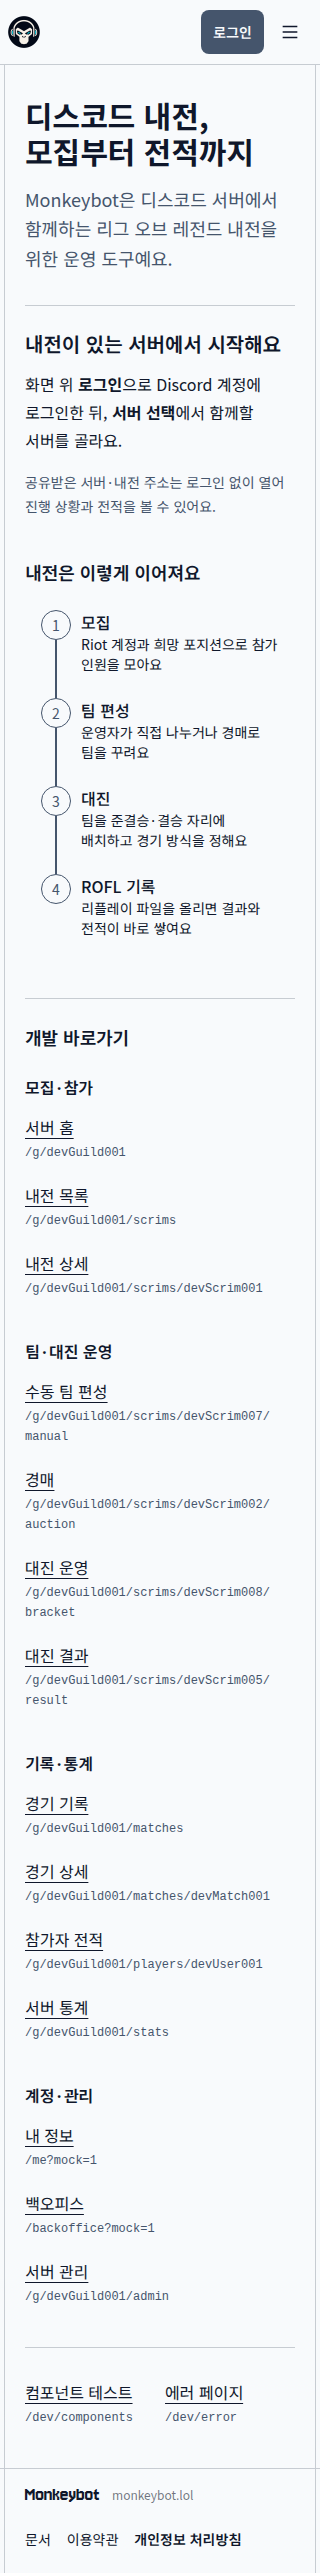 로그인
디스코드 내전,
모집부터 전적까지
Monkeybot은 디스코드 서버에서
함께하는 리그 오브 레전드 내전을
위한 운영 도구예요.
내전이 있는 서버에서 시작해요
화면 위 로그인으로 Discord 계정에
로그인한 뒤, 서버 선택에서 함께할
서버를 골라요.
공유받은 서버·내전 주소는 로그인 없이 열어
진행 상황과 전적을 볼 수 있어요.
내전은 이렇게 이어져요
1 모집
Riot 계정과 희망 포지션으로 참가
인원을 모아요
2 팀 편성
운영자가 직접 나누거나 경매로
팀을 꾸려요
3 대진
팀을 준결승·결승 자리에
배치하고 경기 방식을 정해요
4 ROFL 기록
리플레이 파일을 올리면 결과와
전적이 바로 쌓여요
개발 바로가기
모집·참가
서버 홈
/g/devGuild001
내전 목록
/g/devGuild001/scrims
내전 상세
/g/devGuild001/scrims/devScrim001
팀·대진 운영
수동 팀 편성
/g/devGuild001/scrims/devScrim007/
manual
경매
/g/devGuild001/scrims/devScrim002/
auction
대진 운영
/g/devGuild001/scrims/devScrim008/
bracket
대진 결과
/g/devGuild001/scrims/devScrim005/
result
기록·통계
경기 기록
/g/devGuild001/matches
경기 상세
/g/devGuild001/matches/devMatch001
참가자 전적
/g/devGuild001/players/devUser001
서버 통계
/g/devGuild001/stats
계정·관리
내 정보
/me?mock=1
백오피스
/backoffice?mock=1
서버 관리
/g/devGuild001/admin
컴포넌트 테스트 에러 페이지
/dev/components /dev/error
Monkeybot monkeybot.lol
문서 이용약관 개인정보 처리방침